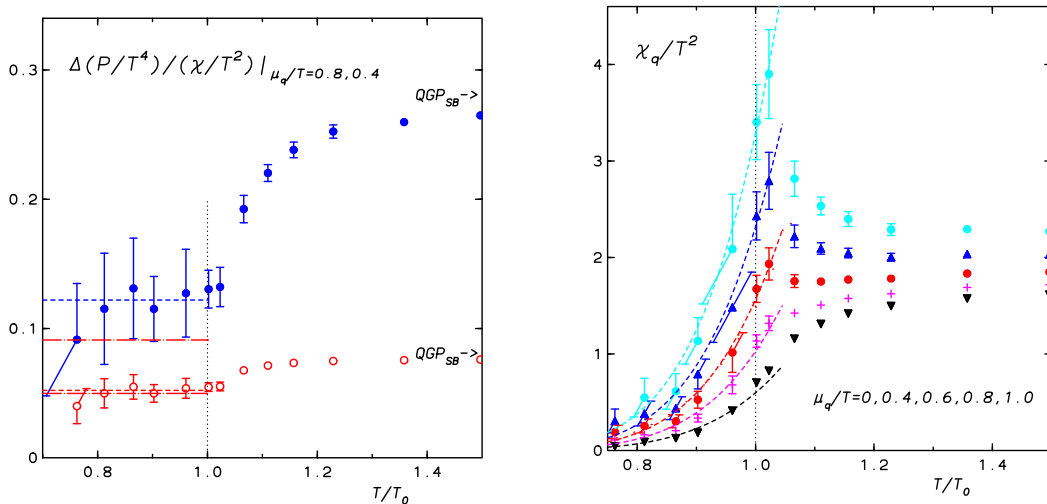 Δ(P/T⁴)/(χ/T²)|μq/T=0.8,0.4
QGP_SB ->
QGP_SB ->
0.3
0.2
0.1
0
0.8
1.0
1.2
1.4
T/T₀
χq/T²
4
3
2
1
0
μq/T=0,0.4,0.6,0.8,1.0
0.8
1.0
1.2
1.4
T/T₀